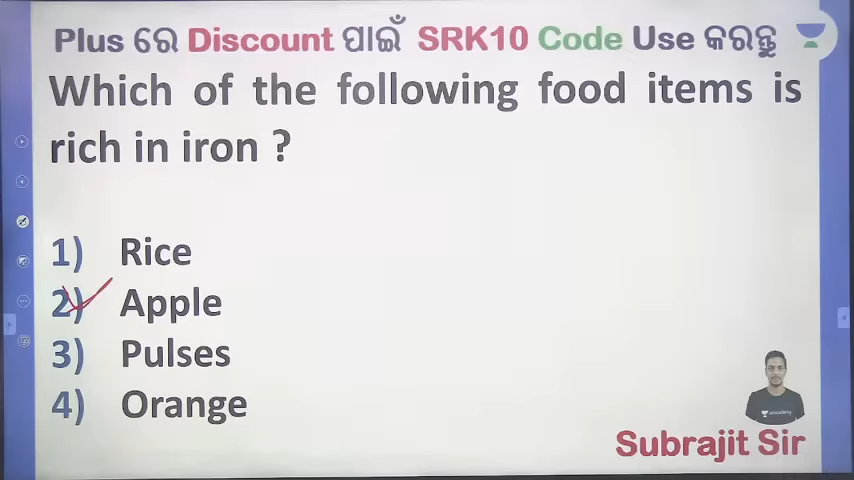 Plus ରେ Discount ପାଇଁ SRK10 Code Use କରନ୍ତୁ
Which of the following food items is
rich in iron ?
1) Rice
2) Apple
3) Pulses
4) Orange
unacademy
Subrajit Sir